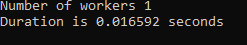 Number of workers 1
Duration is 0.016592 seconds